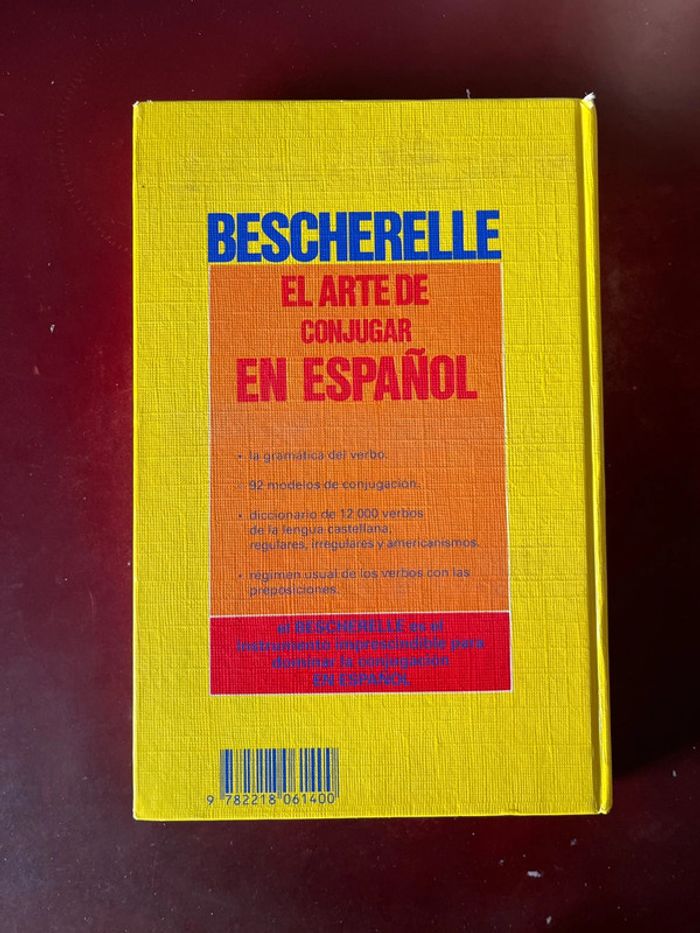 BESCHERELLE
EL ARTE DE
CONJUGAR
EN ESPAÑOL
• la gramática del verbo.
• 92 modelos de conjugación.
• diccionario de 12 000 verbos
de la lengua castellana;
regulares, irregulares y americanismos.
• régimen usual de los verbos con las
preposiciones.
el BESCHERELLE es el
instrumento imprescindible para
dominar la conjugación
EN ESPAÑOL
9 782218 061400